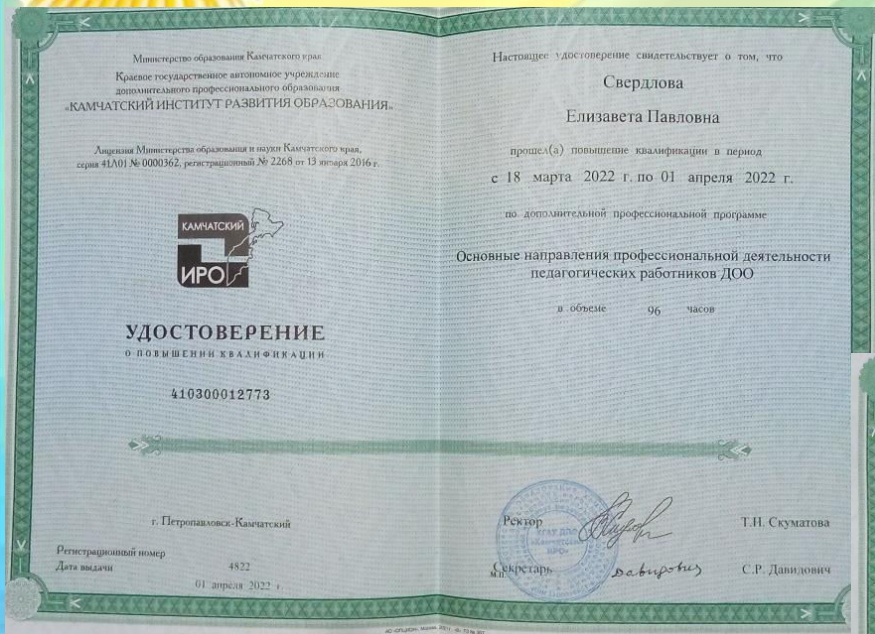 Министерство образования Камчатского края
Краевое государственное автономное учреждение
дополнительного профессионального образования
«КАМЧАТСКИЙ ИНСТИТУТ РАЗВИТИЯ ОБРАЗОВАНИЯ»
Лицензия Министерства образования и науки Камчатского края,
серия 41Л01 № 0000362, регистрационный № 2268 от 13 января 2016 г.
КАМЧАТСКИЙ
ИРО
УДОСТОВЕРЕНИЕ
О ПОВЫШЕНИИ КВАЛИФИКАЦИИ
410300012773
г. Петропавловск-Камчатский
Регистрационный номер
Дата выдачи 4822
01 апреля 2022 г
Настоящее удостоверение свидетельствует о том, что
Свердлова
Елизавета Павловна
прошел(а) повышение квалификации в период
с 18 марта 2022 г. по 01 апреля 2022 г.
по дополнительной профессиональной программе
Основные направления профессиональной деятельности
педагогических работников ДОО
в объеме 96 часов
Ректор Т.Н. Скуматова
Секретарь Давидович С.Р. Давидович
М.П.
ИРО»